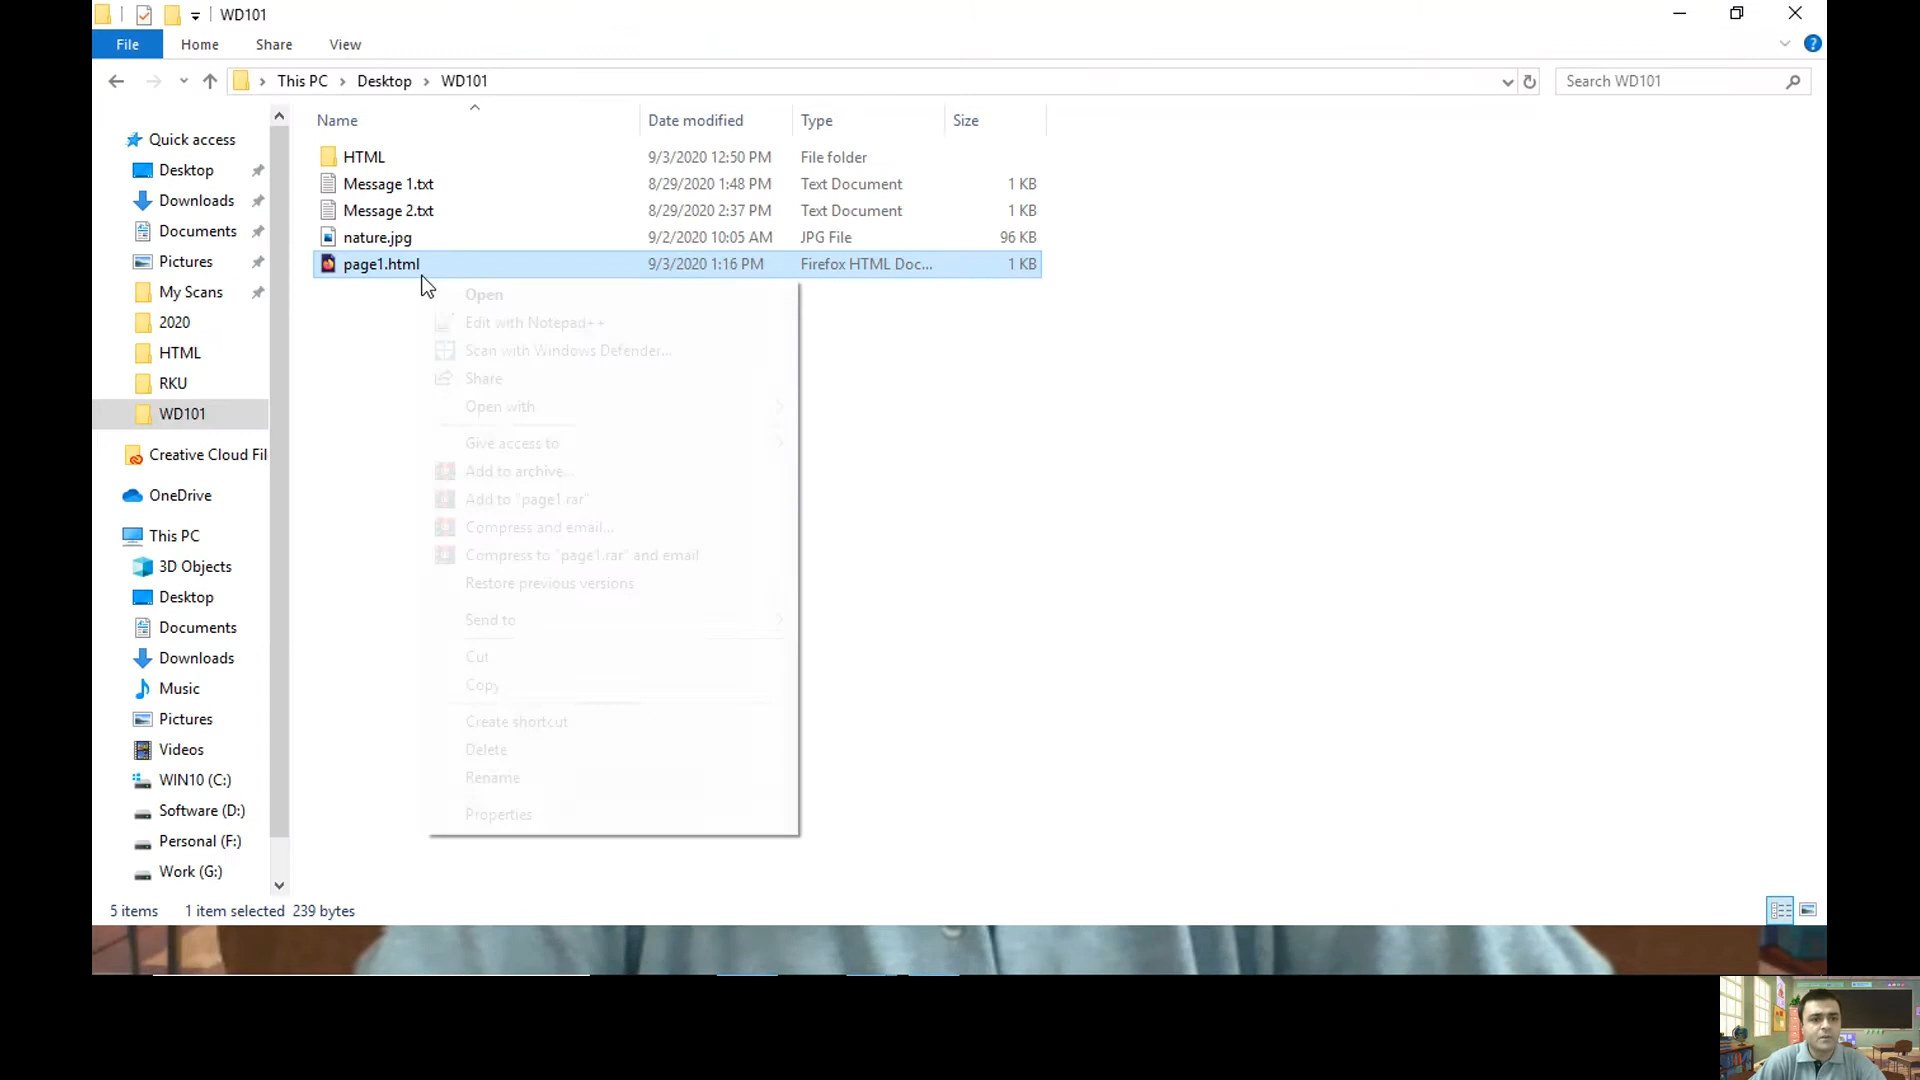 WD101
File Home Share View
This PC Desktop WD101
Search WD101
Name Date modified Type Size
HTML 9/3/2020 12:50 PM File folder
Message 1.txt 8/29/2020 1:48 PM Text Document 1 KB
Message 2.txt 8/29/2020 2:37 PM Text Document 1 KB
nature.jpg 9/2/2020 10:05 AM JPG File 96 KB
page1.html 9/3/2020 1:16 PM Firefox HTML Doc... 1 KB
Quick access
Desktop
Downloads
Documents
Pictures
My Scans
2020
HTML
RKU
WD101
Creative Cloud Fil
OneDrive
This PC
3D Objects
Desktop
Documents
Downloads
Music
Pictures
Videos
WIN10 (C:)
Software (D:)
Personal (F:)
Work (G:)
Open
Edit with Notepad++
Scan with Windows Defender...
Share
Open with
Give access to
Add to archive...
Add to "page1.rar"
Compress and email...
Compress to "page1.rar" and email
Restore previous versions
Send to
Cut
Copy
Create shortcut
Delete
Rename
Properties
5 items 1 item selected 239 bytes